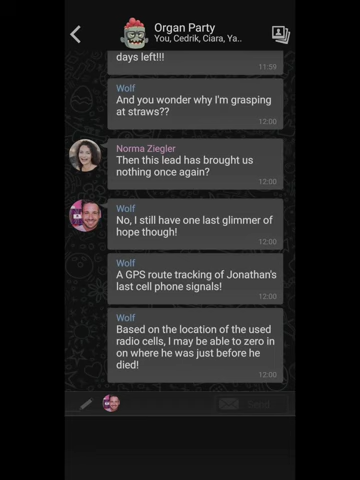 Organ Party
You, Cedrik, Ciara, Ya..
days left!!!
11:59
Wolf
And you wonder why I'm grasping
at straws??
12:00
Norma Ziegler
Then this lead has brought us
nothing once again?
12:00
Wolf
No, I still have one last glimmer of
hope though!
12:00
Wolf
A GPS route tracking of Jonathan's
last cell phone signals!
12:00
Wolf
Based on the location of the used
radio cells, I may be able to zero in
on where he was just before he
died!
12:00
Send